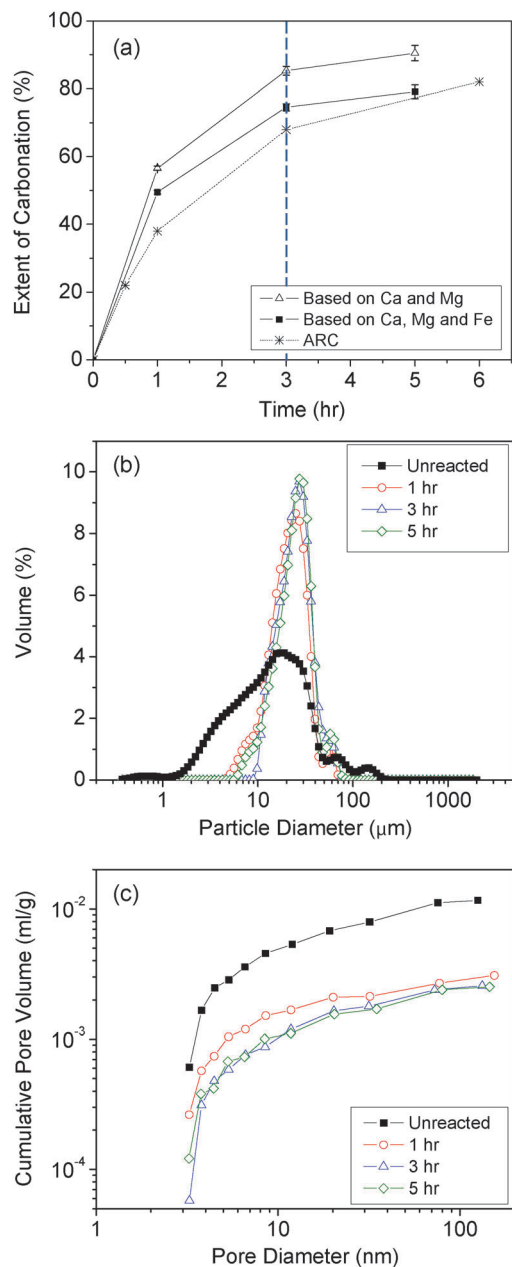 (a)
100
80
60
40
20
0
Extent of Carbonation (%)
0 1 2 3 4 5 6
Time (hr)
Based on Ca and Mg
Based on Ca, Mg and Fe
ARC
(b)
10
8
6
4
2
0
Volume (%)
1 10 100 1000
Particle Diameter (μm)
Unreacted
1 hr
3 hr
5 hr
(c)
10⁻²
10⁻³
10⁻⁴
Cumulative Pore Volume (ml/g)
1 10 100
Pore Diameter (nm)
Unreacted
1 hr
3 hr
5 hr